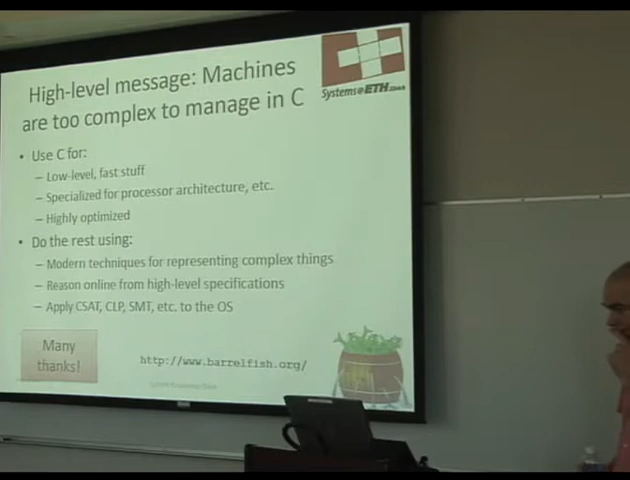 High-level message: Machines
are too complex to manage in C
Systems@ETH
• Use C for:
– Low-level, fast stuff
– Specialized for processor architecture, etc.
– Highly optimized
• Do the rest using:
– Modern techniques for representing complex things
– Reason online from high-level specifications
– Apply CSAT, CLP, SMT, etc. to the OS
Many
thanks!
http://www.barrelfish.org/